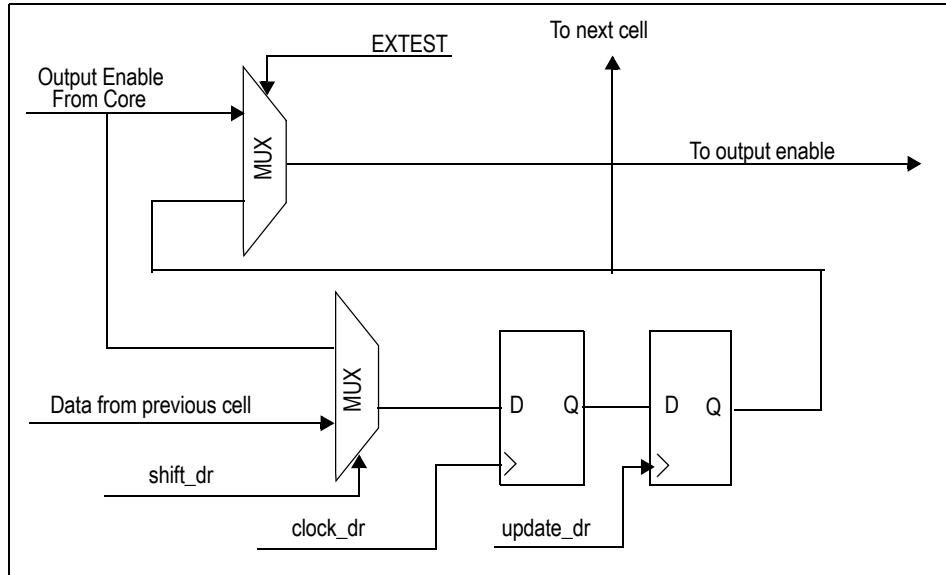 To next cell
EXTEST
Output Enable
From Core
MUX
To output enable
MUX
D Q
D Q
Data from previous cell
shift_dr
clock_dr
update_dr